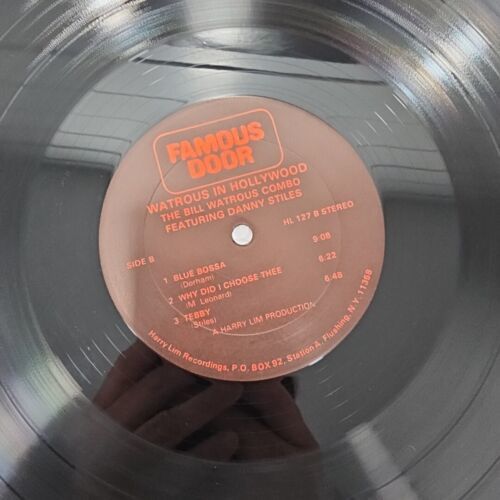 FAMOUS
DOOR
WATROUS IN HOLLYWOOD
THE BILL WATROUS COMBO
FEATURING DANNY STILES
HL 127 B STEREO
SIDE B
1 BLUE BOSSA 9:08
(Dorham)
2 WHY DID I CHOOSE THEE 6:22
(M Leonard)
3 TEBBY 6:48
(Stiles)
A HARRY LIM PRODUCTION
Harry Lim Recordings, P.O. BOX 92, Station A, Flushing, N.Y. 11358